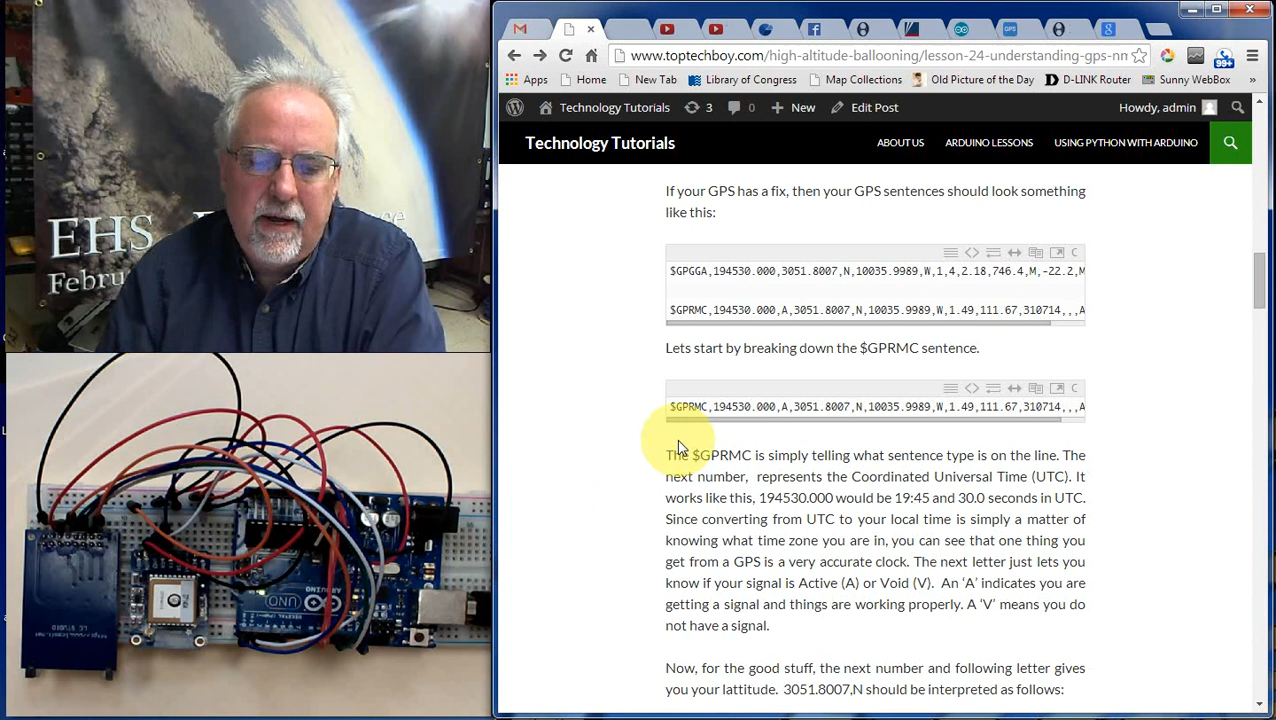 EHS
Februa
LC STUDIO
ARDUINO
UNO
www.toptechboy.com/high-altitude-ballooning/lesson-24-understanding-gps-nm
99+
Apps Home New Tab Library of Congress Map Collections Old Picture of the Day D-LINK Router Sunny WebBox »
Technology Tutorials 3 0 New Edit Post Howdy, admin
Technology Tutorials ABOUT US ARDUINO LESSONS USING PYTHON WITH ARDUINO
If your GPS has a fix, then your GPS sentences should look something
like this:
$GPGGA,194530.000,3051.8007,N,10035.9989,W,1,4,2.18,746.4,M,-22.2,M
$GPRMC,194530.000,A,3051.8007,N,10035.9989,W,1.49,111.67,310714,,,A
Lets start by breaking down the $GPRMC sentence.
$GPRMC,194530.000,A,3051.8007,N,10035.9989,W,1.49,111.67,310714,,,A
The $GPRMC is simply telling what sentence type is on the line. The
next number, represents the Coordinated Universal Time (UTC). It
works like this, 194530.000 would be 19:45 and 30.0 seconds in UTC.
Since converting from UTC to your local time is simply a matter of
knowing what time zone you are in, you can see that one thing you
get from a GPS is a very accurate clock. The next letter just lets you
know if your signal is Active (A) or Void (V). An ‘A’ indicates you are
getting a signal and things are working properly. A ‘V’ means you do
not have a signal.
Now, for the good stuff, the next number and following letter gives
you your lattitude. 3051.8007,N should be interpreted as follows: